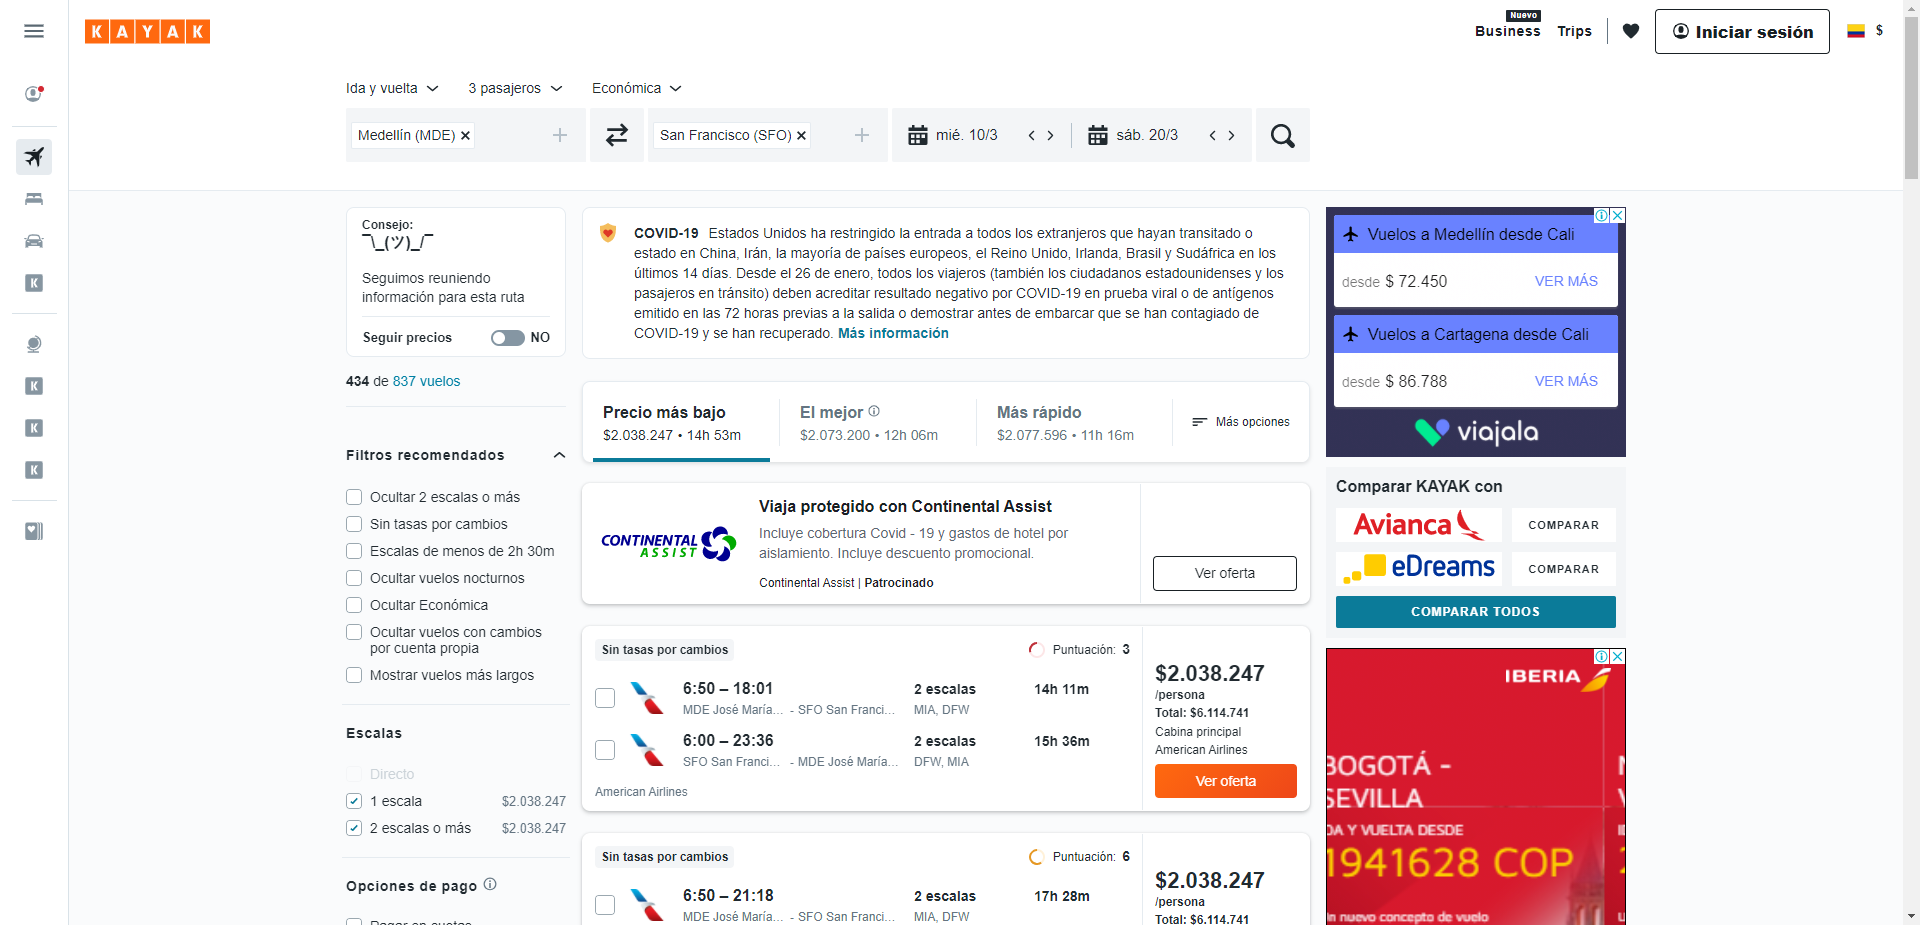 KAYAK
Nuevo
Business
Trips
Iniciar sesión
$
Ida y vuelta
3 pasajeros
Económica
Medellín (MDE)
San Francisco (SFO)
mié. 10/3
sáb. 20/3
Consejo:
¯\_(ツ)_/¯
Seguimos reuniendo
información para esta ruta
Seguir precios
NO
434 de 837 vuelos
Filtros recomendados
Ocultar 2 escalas o más
Sin tasas por cambios
Escalas de menos de 2h 30m
Ocultar vuelos nocturnos
Ocultar Económica
Ocultar vuelos con cambios
por cuenta propia
Mostrar vuelos más largos
Escalas
Directo
1 escala $2.038.247
2 escalas o más $2.038.247
Opciones de pago
COVID-19 Estados Unidos ha restringido la entrada a todos los extranjeros que hayan transitado o
estado en China, Irán, la mayoría de países europeos, el Reino Unido, Irlanda, Brasil y Sudáfrica en los
últimos 14 días. Desde el 26 de enero, todos los viajeros (también los ciudadanos estadounidenses y los
pasajeros en tránsito) deben acreditar resultado negativo por COVID-19 en prueba viral o de antígenos
emitido en las 72 horas previas a la salida o demostrar antes de embarcar que se han contagiado de
COVID-19 y se han recuperado. Más información
Precio más bajo
$2.038.247 • 14h 53m
El mejor
$2.073.200 • 12h 06m
Más rápido
$2.077.596 • 11h 16m
Más opciones
CONTINENTAL
ASSIST
Viaja protegido con Continental Assist
Incluye cobertura Covid - 19 y gastos de hotel por
aislamiento. Incluye descuento promocional.
Continental Assist | Patrocinado
Ver oferta
Sin tasas por cambios
Puntuación: 3
6:50 – 18:01
MDE José María... - SFO San Franci...
2 escalas
MIA, DFW
14h 11m
6:00 – 23:36
SFO San Franci... - MDE José María...
2 escalas
DFW, MIA
15h 36m
American Airlines
$2.038.247
/persona
Total: $6.114.741
Cabina principal
American Airlines
Ver oferta
Sin tasas por cambios
Puntuación: 6
6:50 – 21:18
MDE José María... - SFO San Franci...
2 escalas
MIA, DFW
17h 28m
$2.038.247
/persona
Total: $6.114.741
Vuelos a Medellín desde Cali
desde $ 72.450
VER MÁS
Vuelos a Cartagena desde Cali
desde $ 86.788
VER MÁS
viajala
Comparar KAYAK con
Avianca
COMPARAR
eDreams
COMPARAR
COMPARAR TODOS
IBERIA
BOGOTÁ -
SEVILLA
IDA Y VUELTA DESDE
1941628 COP
Un nuevo concepto de vuelo